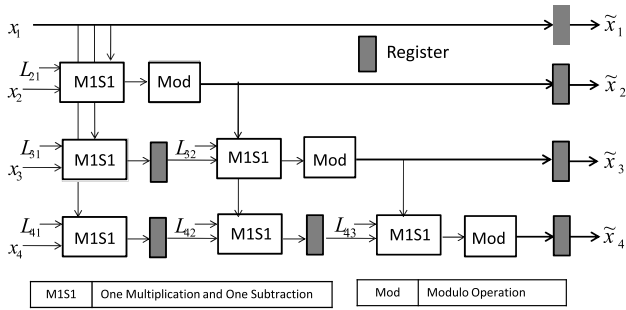 x1 x̃1
Register
L21 M1S1 Mod
x2 x̃2
L31 M1S1 L32 M1S1 Mod
x3 x̃3
L41 M1S1 L42 M1S1 L43 M1S1 Mod
x4 x̃4
M1S1 One Multiplication and One Subtraction Mod Modulo Operation